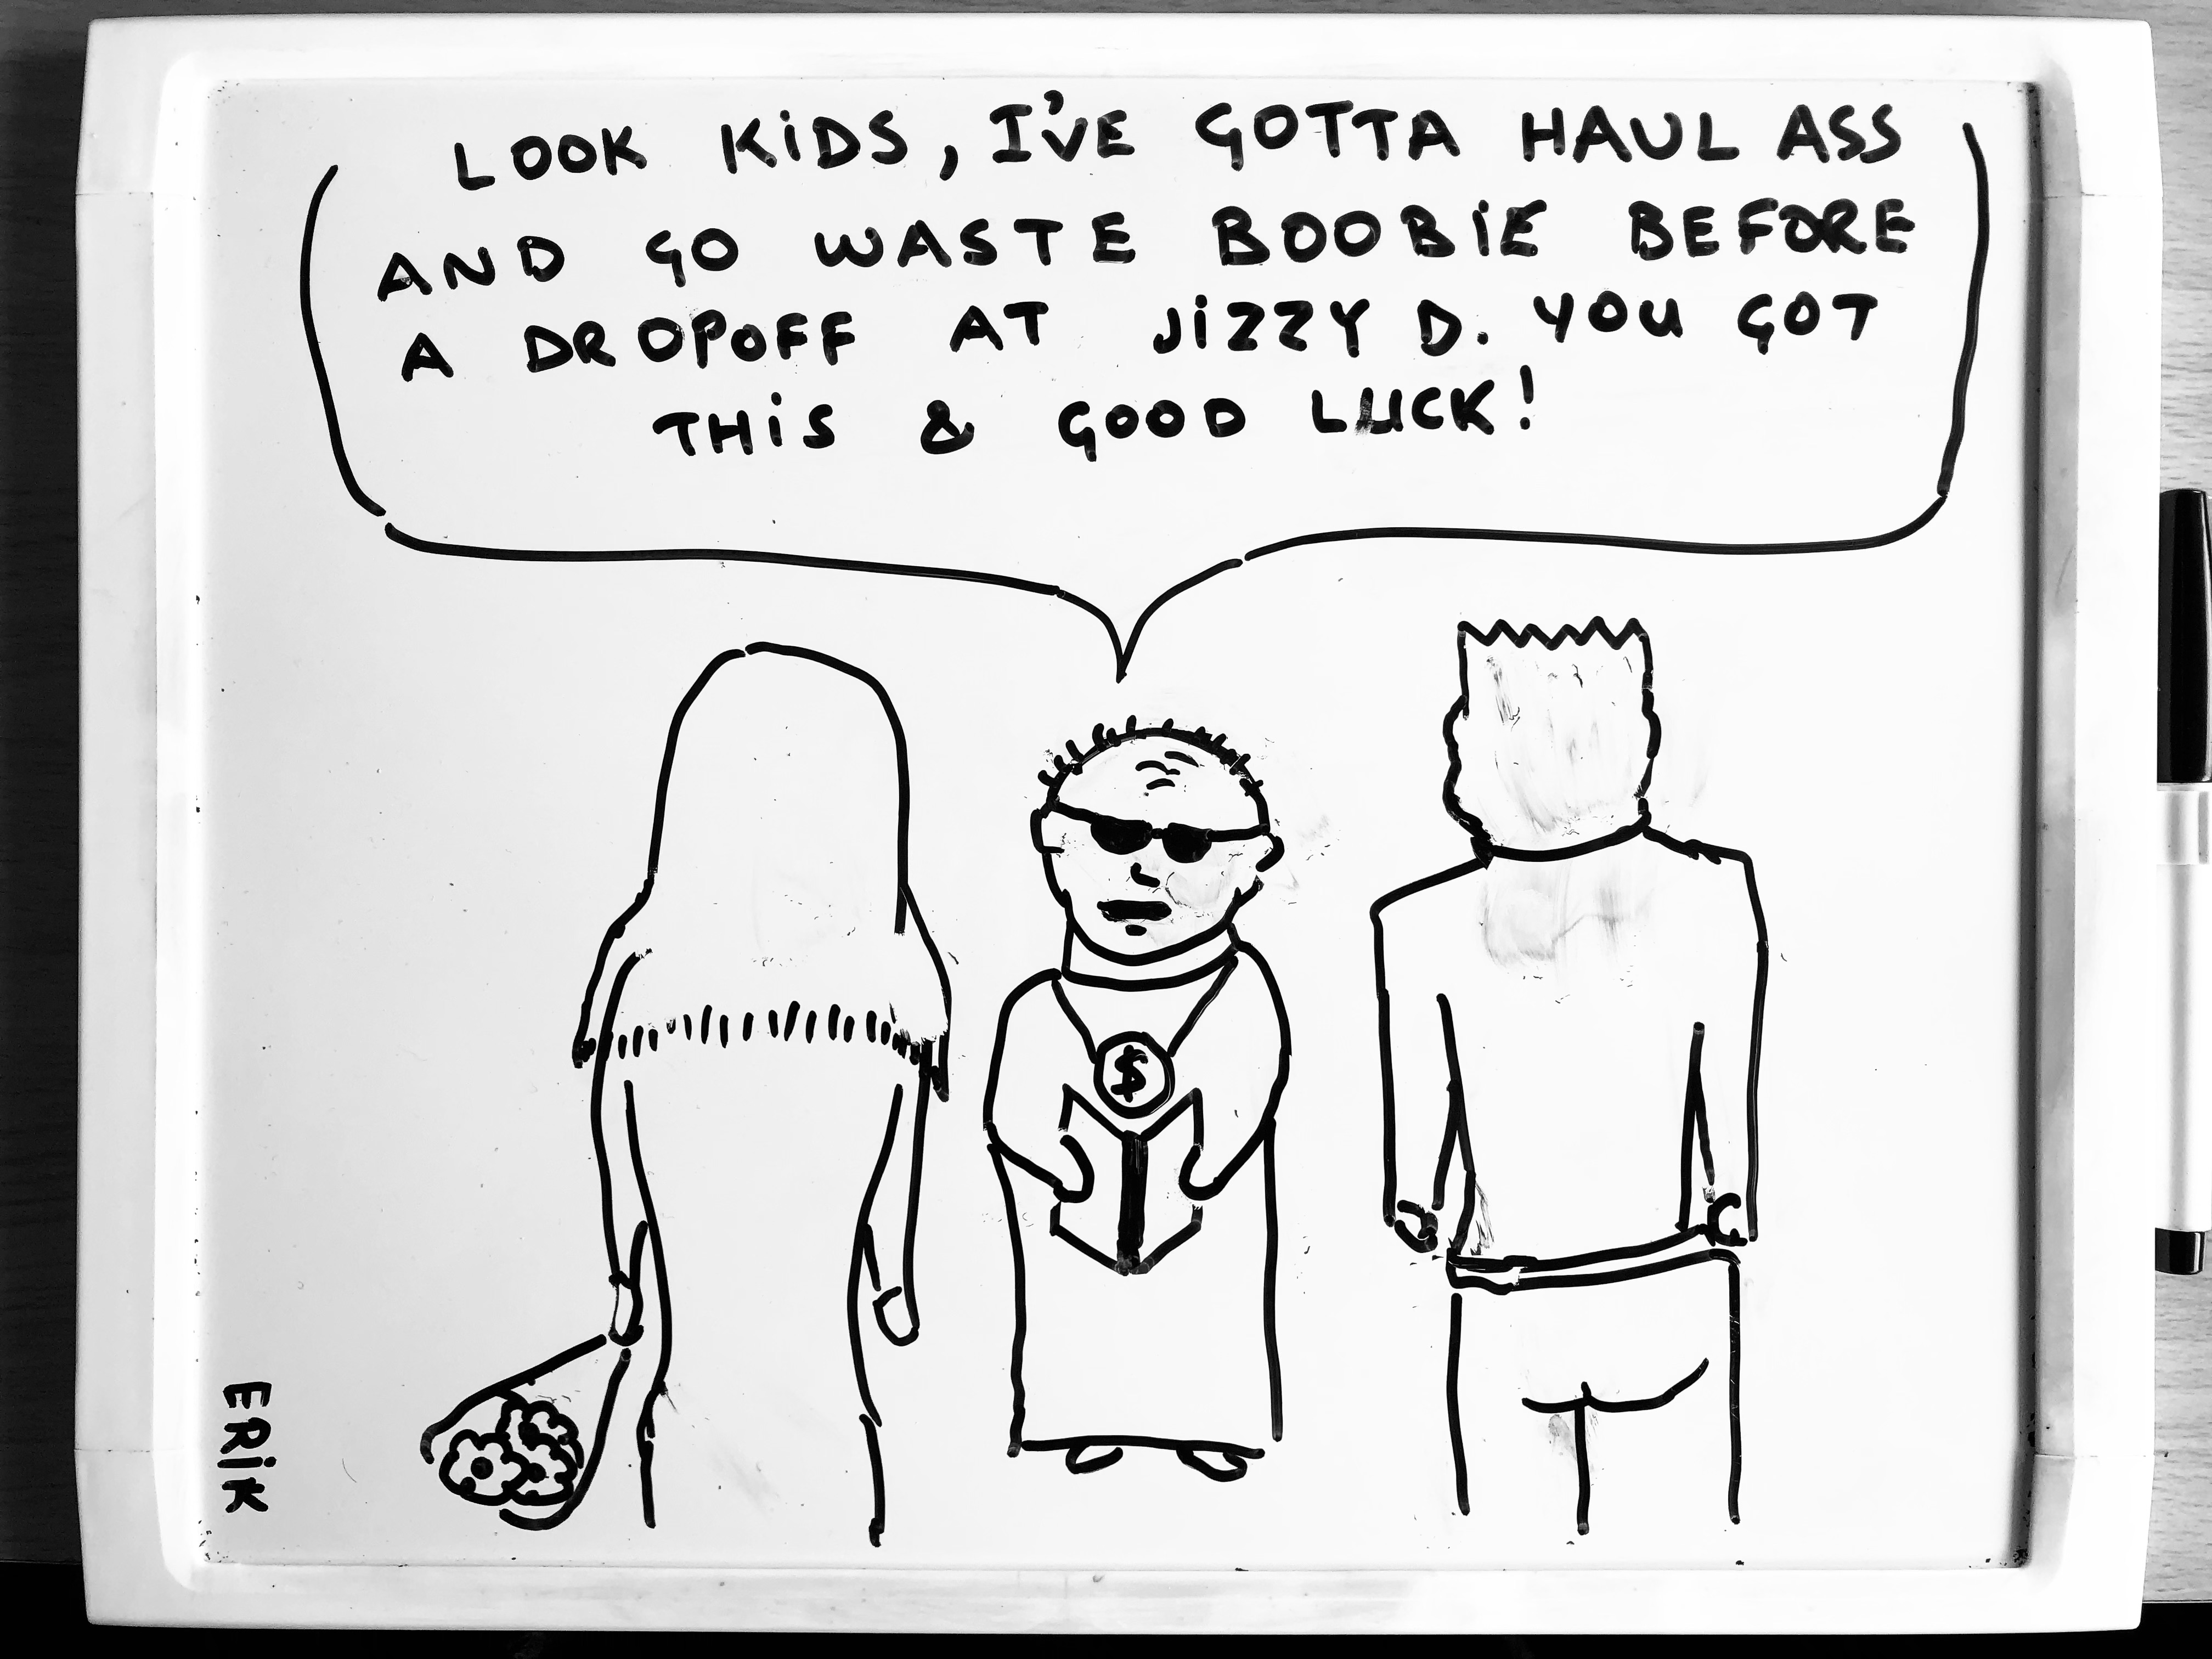 LOOK KiDS, I'VE GOTTA HAUL ASS
AND GO WASTE BOOBiE BEFORE
A DROPOFF AT JiZZY D. YOU GOT
THiS & GOOD LUCK!
$
ERiK